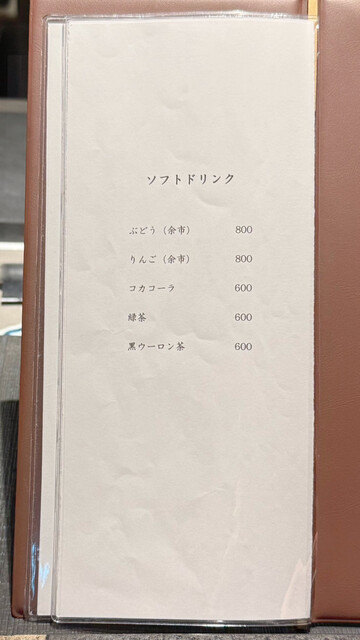 ソフトドリンク
ぶどう（余市） 800
りんご（余市） 800
コカコーラ 600
緑茶 600
黒ウーロン茶 600